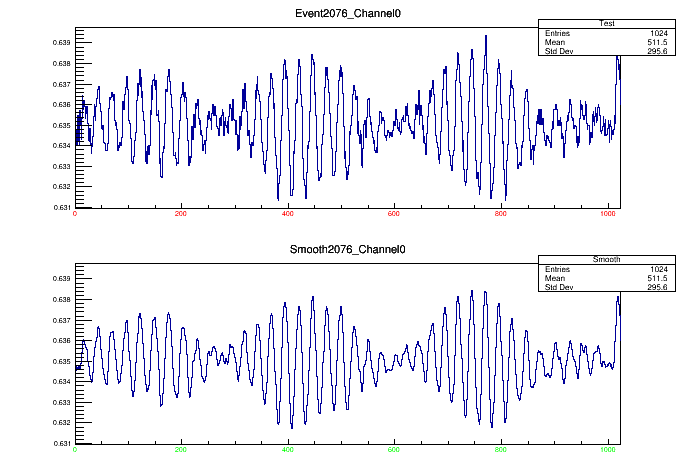 Event2076_Channel0
Test
Entries 1024
Mean 511.5
Std Dev 295.6
0.639
0.638
0.637
0.636
0.635
0.634
0.633
0.632
0.631
0 200 400 600 800 1000
Smooth2076_Channel0
Smooth
Entries 1024
Mean 511.5
Std Dev 295.6
0.639
0.638
0.637
0.636
0.635
0.634
0.633
0.632
0.631
0 200 400 600 800 1000